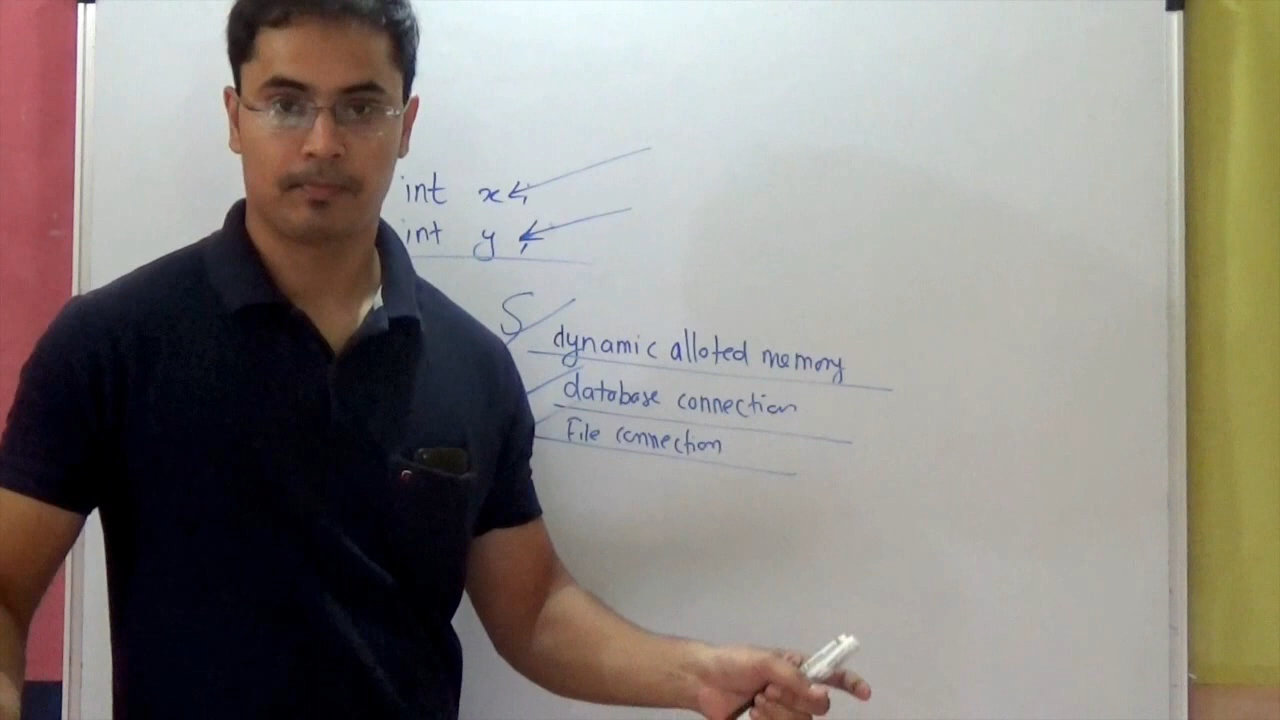 int x;
int y;
S
dynamic alloted memory
database connection
File connection